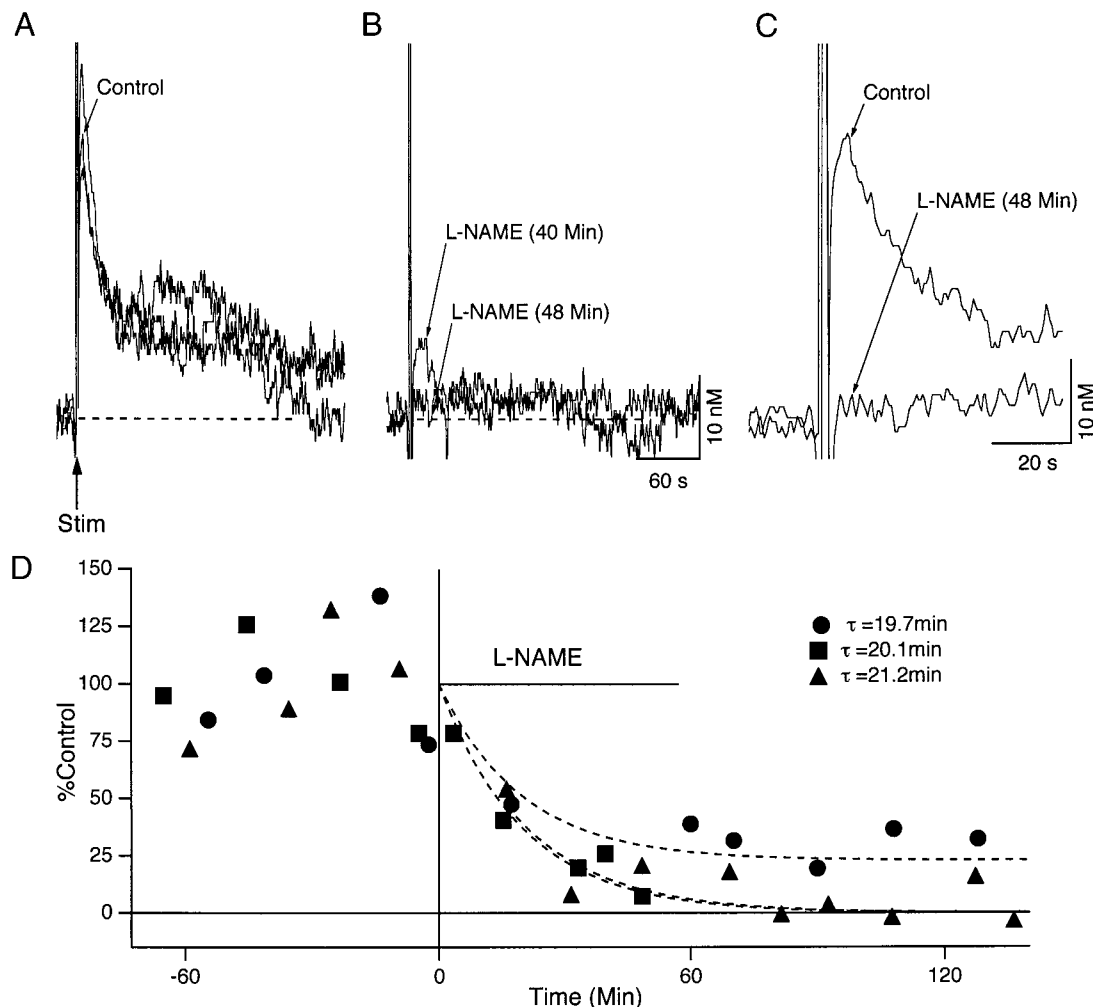 A
B
C
Control
Control
L-NAME (48 Min)
L-NAME (40 Min)
L-NAME (48 Min)
10 nM
10 nM
60 s
20 s
Stim
D
150
125
100
75
50
25
0
%Control
L-NAME
τ =19.7min
τ =20.1min
τ =21.2min
-60
0
60
120
Time (Min)